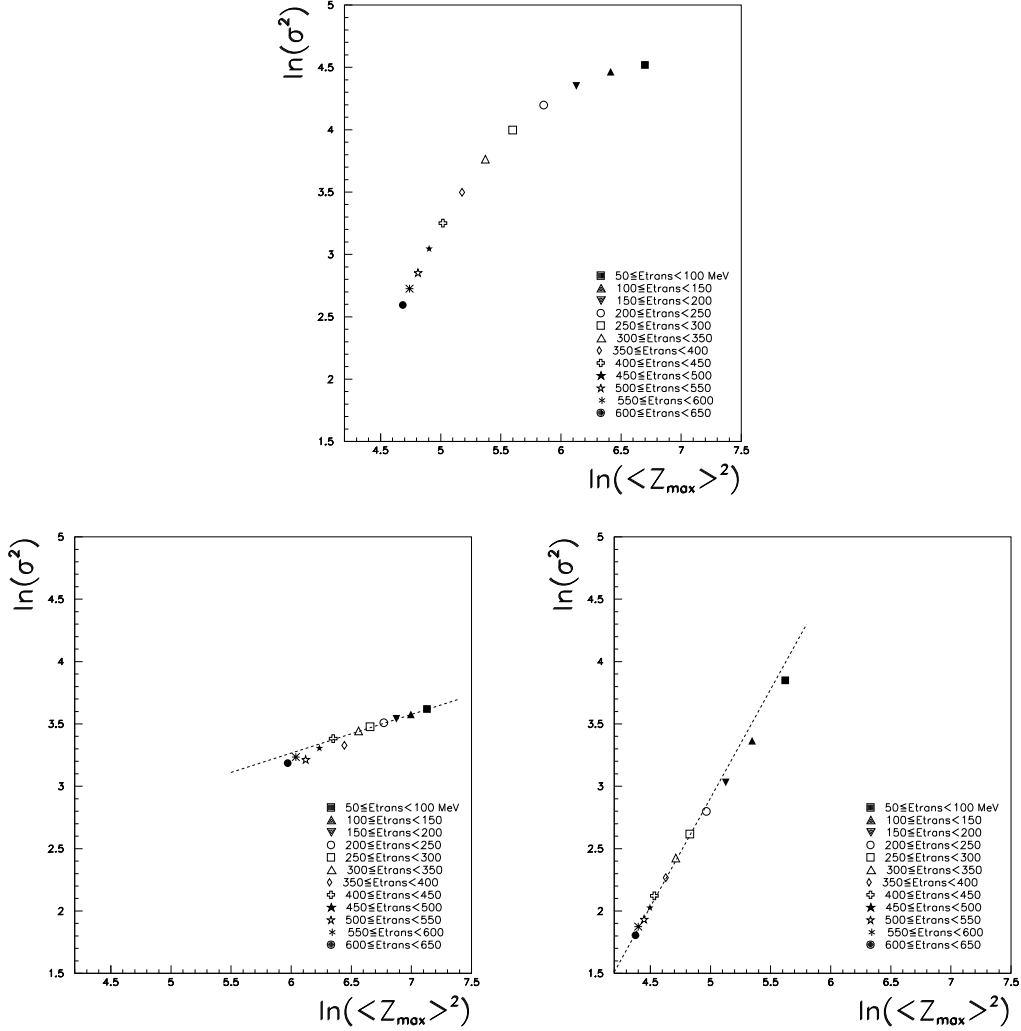 ln(σ²)
5
4.5
4
3.5
3
2.5
2
1.5
50≦Etrans<100 MeV
100≦Etrans<150
150≦Etrans<200
200≦Etrans<250
250≦Etrans<300
300≦Etrans<350
350≦Etrans<400
400≦Etrans<450
450≦Etrans<500
500≦Etrans<550
550≦Etrans<600
600≦Etrans<650
4.5 5 5.5 6 6.5 7 7.5
ln(<Zmax>²)
ln(σ²)
5
4.5
4
3.5
3
2.5
2
1.5
50≦Etrans<100 MeV
100≦Etrans<150
150≦Etrans<200
200≦Etrans<250
250≦Etrans<300
300≦Etrans<350
350≦Etrans<400
400≦Etrans<450
450≦Etrans<500
500≦Etrans<550
550≦Etrans<600
600≦Etrans<650
4.5 5 5.5 6 6.5 7 7.5
ln(<Zmax>²)
ln(σ²)
5
4.5
4
3.5
3
2.5
2
1.5
50≦Etrans<100 MeV
100≦Etrans<150
150≦Etrans<200
200≦Etrans<250
250≦Etrans<300
300≦Etrans<350
350≦Etrans<400
400≦Etrans<450
450≦Etrans<500
500≦Etrans<550
550≦Etrans<600
600≦Etrans<650
4.5 5 5.5 6 6.5 7 7.5
ln(<Zmax>²)